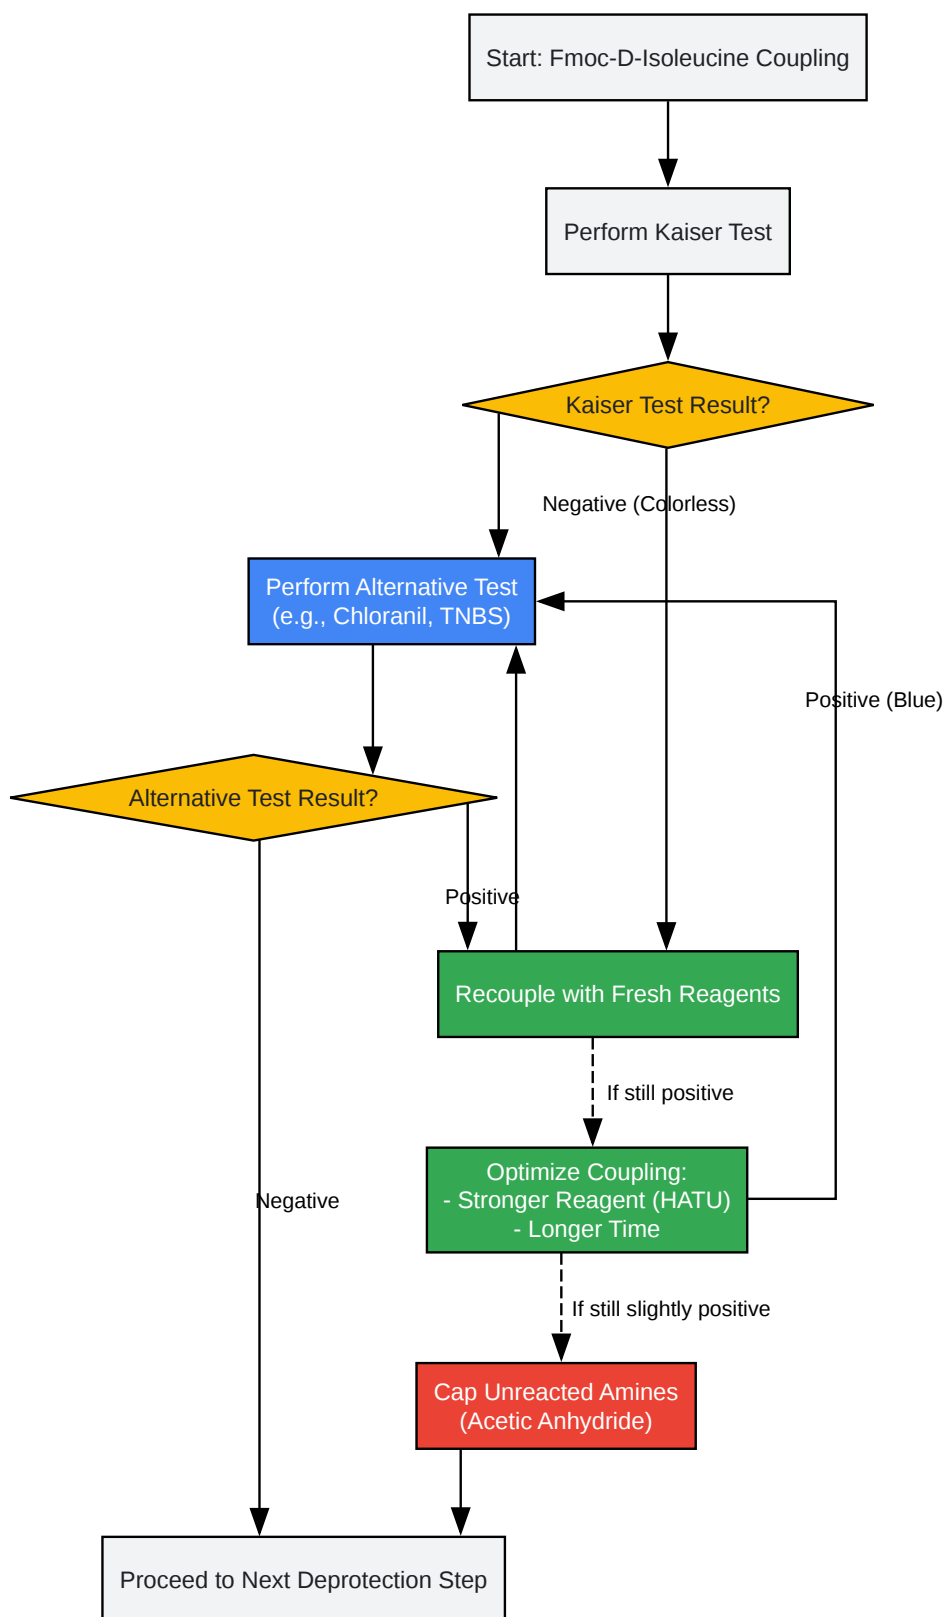 Start: Fmoc-D-Isoleucine Coupling
Perform Kaiser Test
Kaiser Test Result?
Negative (Colorless)
Perform Alternative Test
(e.g., Chloranil, TNBS)
Positive (Blue)
Alternative Test Result?
Positive
Recouple with Fresh Reagents
If still positive
Optimize Coupling:
- Stronger Reagent (HATU)
- Longer Time
Negative
If still slightly positive
Cap Unreacted Amines
(Acetic Anhydride)
Proceed to Next Deprotection Step